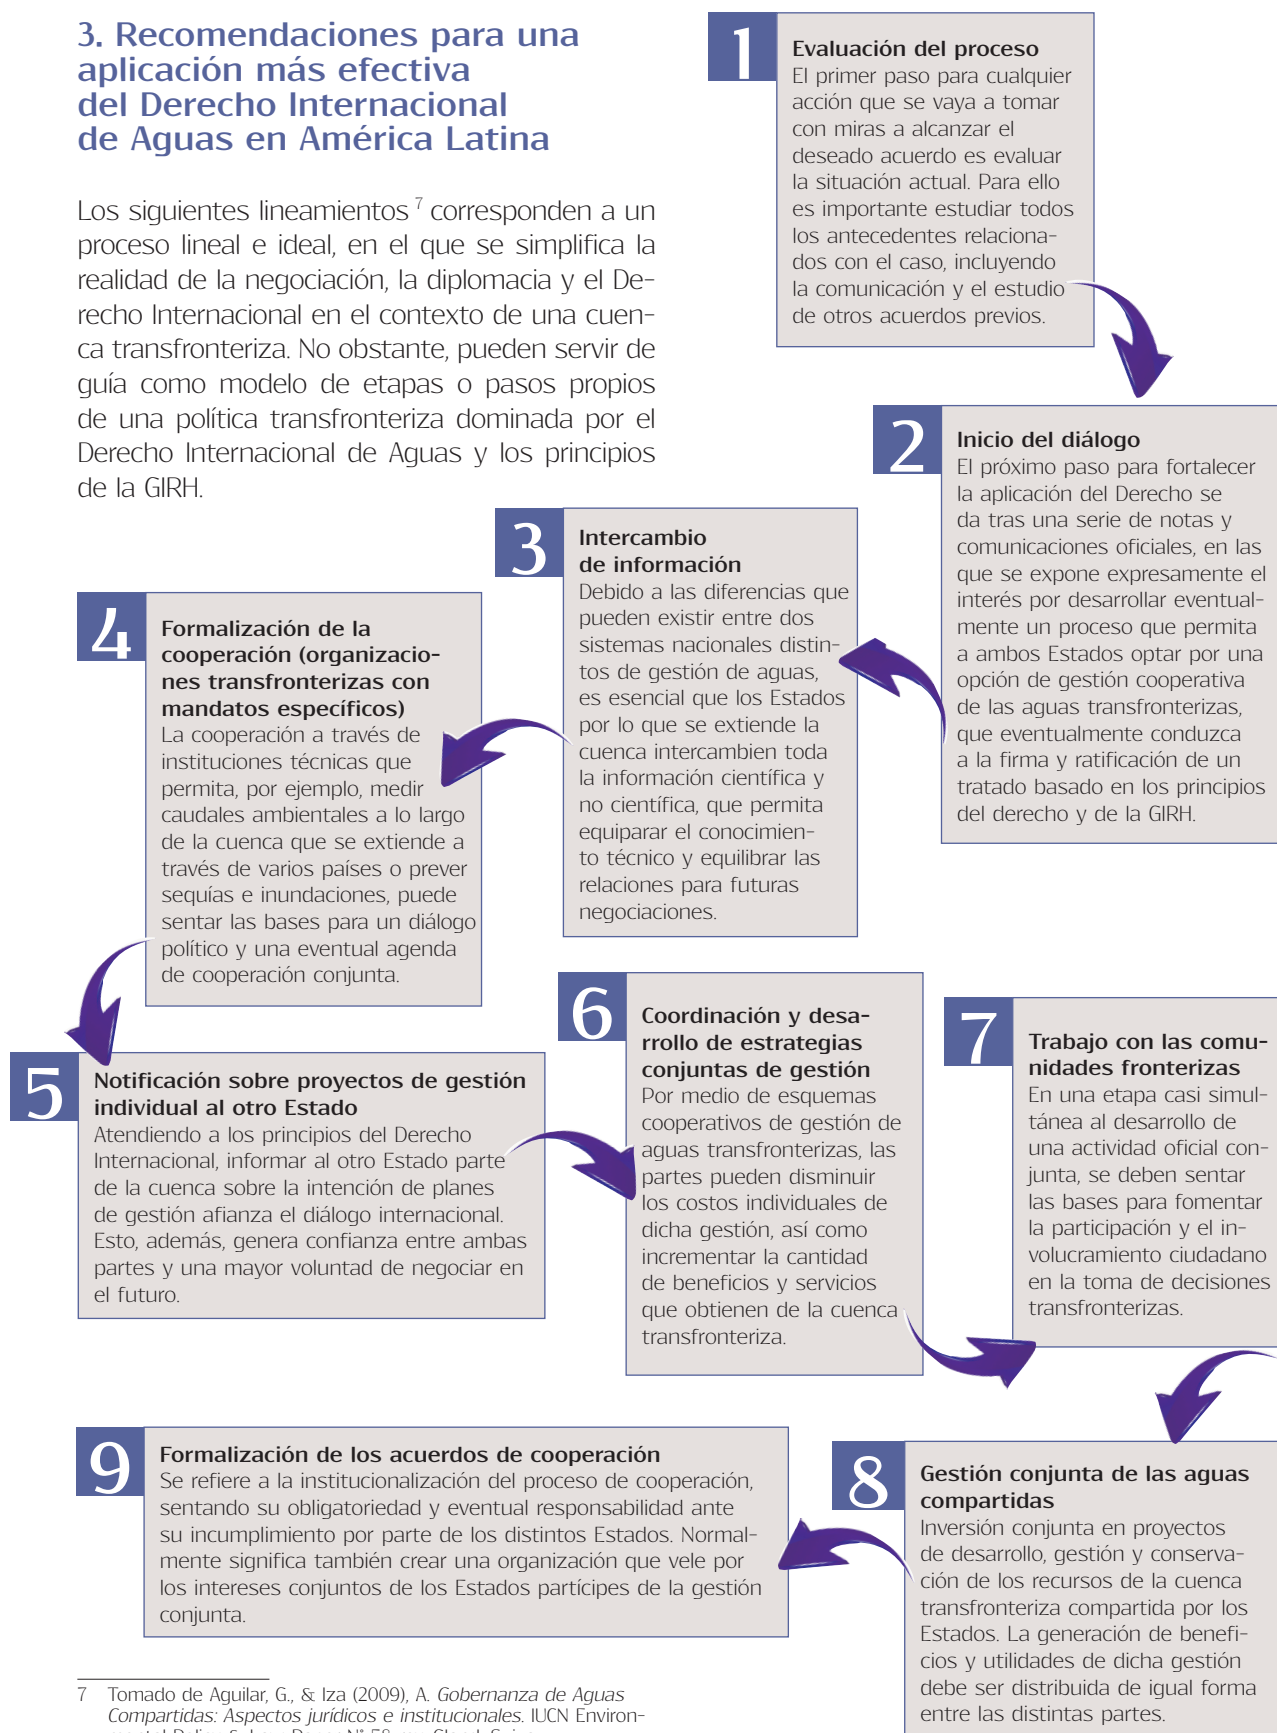 3. Recomendaciones para una
aplicación más efectiva
del Derecho Internacional
de Aguas en América Latina
Los siguientes lineamientos 7 corresponden a un
proceso lineal e ideal, en el que se simplifica la
realidad de la negociación, la diplomacia y el De-
recho Internacional en el contexto de una cuen-
ca transfronteriza. No obstante, pueden servir de
guía como modelo de etapas o pasos propios
de una política transfronteriza dominada por el
Derecho Internacional de Aguas y los principios
de la GIRH.
1
Evaluación del proceso
El primer paso para cualquier
acción que se vaya a tomar
con miras a alcanzar el
deseado acuerdo es evaluar
la situación actual. Para ello
es importante estudiar todos
los antecedentes relaciona-
dos con el caso, incluyendo
la comunicación y el estudio
de otros acuerdos previos.
2
Inicio del diálogo
El próximo paso para fortalecer
la aplicación del Derecho se
da tras una serie de notas y
comunicaciones oficiales, en las
que se expone expresamente el
interés por desarrollar eventual-
mente un proceso que permita
a ambos Estados optar por una
opción de gestión cooperativa
de las aguas transfronterizas,
que eventualmente conduzca
a la firma y ratificación de un
tratado basado en los principios
del derecho y de la GIRH.
3
Intercambio
de información
Debido a las diferencias que
pueden existir entre dos
sistemas nacionales distin-
tos de gestión de aguas,
es esencial que los Estados
por lo que se extiende la
cuenca intercambien toda
la información científica y
no científica, que permita
equiparar el conocimien-
to técnico y equilibrar las
relaciones para futuras
negociaciones.
4
Formalización de la
cooperación (organizacio-
nes transfronterizas con
mandatos específicos)
La cooperación a través de
instituciones técnicas que
permita, por ejemplo, medir
caudales ambientales a lo largo
de la cuenca que se extiende a
través de varios países o prever
sequías e inundaciones, puede
sentar las bases para un diálogo
político y una eventual agenda
de cooperación conjunta.
5
Notificación sobre proyectos de gestión
individual al otro Estado
Atendiendo a los principios del Derecho
Internacional, informar al otro Estado parte
de la cuenca sobre la intención de planes
de gestión afianza el diálogo internacional.
Esto, además, genera confianza entre ambas
partes y una mayor voluntad de negociar en
el futuro.
6
Coordinación y desa-
rrollo de estrategias
conjuntas de gestión
Por medio de esquemas
cooperativos de gestión de
aguas transfronterizas, las
partes pueden disminuir
los costos individuales de
dicha gestión, así como
incrementar la cantidad
de beneficios y servicios
que obtienen de la cuenca
transfronteriza.
7
Trabajo con las comu-
nidades fronterizas
En una etapa casi simul-
tánea al desarrollo de
una actividad oficial con-
junta, se deben sentar
las bases para fomentar
la participación y el in-
volucramiento ciudadano
en la toma de decisiones
transfronterizas.
8
Gestión conjunta de las aguas
compartidas
Inversión conjunta en proyectos
de desarrollo, gestión y conserva-
ción de los recursos de la cuenca
transfronteriza compartida por los
Estados. La generación de benefi-
cios y utilidades de dicha gestión
debe ser distribuida de igual forma
entre las distintas partes.
9
Formalización de los acuerdos de cooperación
Se refiere a la institucionalización del proceso de cooperación,
sentando su obligatoriedad y eventual responsabilidad ante
su incumplimiento por parte de los distintos Estados. Normal-
mente significa también crear una organización que vele por
los intereses conjuntos de los Estados partícipes de la gestión
conjunta.
7 Tomado de Aguilar, G., & Iza (2009), A. Gobernanza de Aguas
Compartidas: Aspectos jurídicos e institucionales. IUCN Environ-